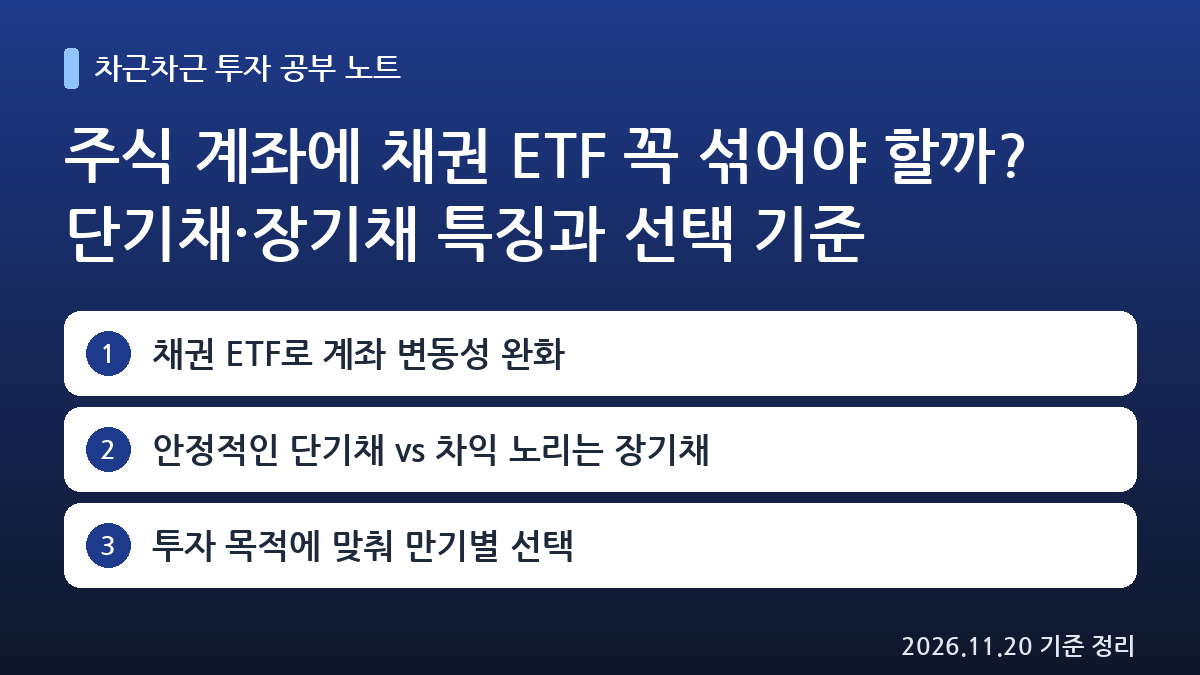 차근차근 투자 공부 노트
주식 계좌에 채권 ETF 꼭 섞어야 할까?
단기채·장기채 특징과 선택 기준
1 채권 ETF로 계좌 변동성 완화
2 안정적인 단기채 vs 차익 노리는 장기채
3 투자 목적에 맞춰 만기별 선택
2026.11.20 기준 정리